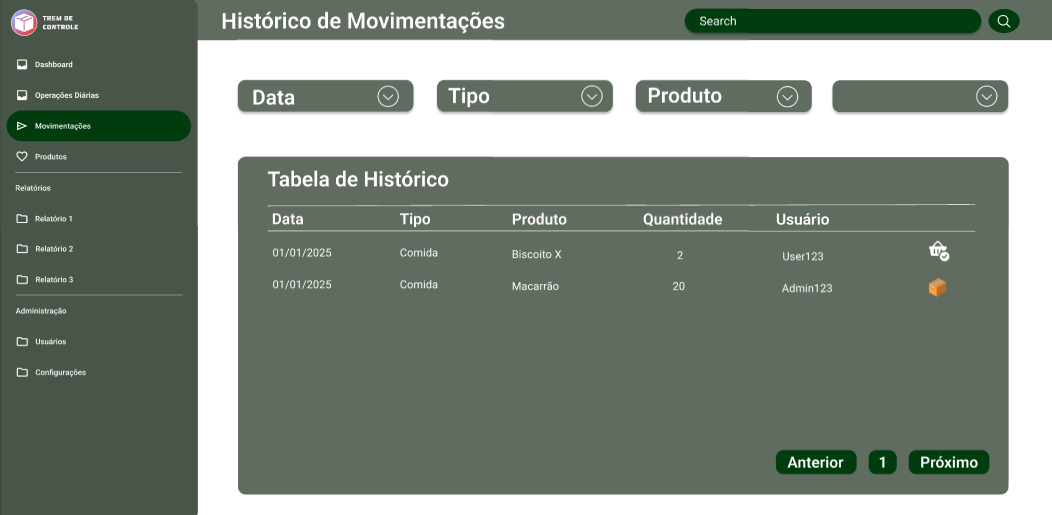 TREM DE
CONTROLE
Histórico de Movimentações
Search
Dashboard
Operações Diárias
Movimentações
Produtos
Relatórios
Relatório 1
Relatório 2
Relatório 3
Administração
Usuários
Configurações
Data
Tipo
Produto
Tabela de Histórico
Data Tipo Produto Quantidade Usuário
01/01/2025 Comida Biscoito X 2 User123
01/01/2025 Comida Macarrão 20 Admin123
Anterior 1 Próximo